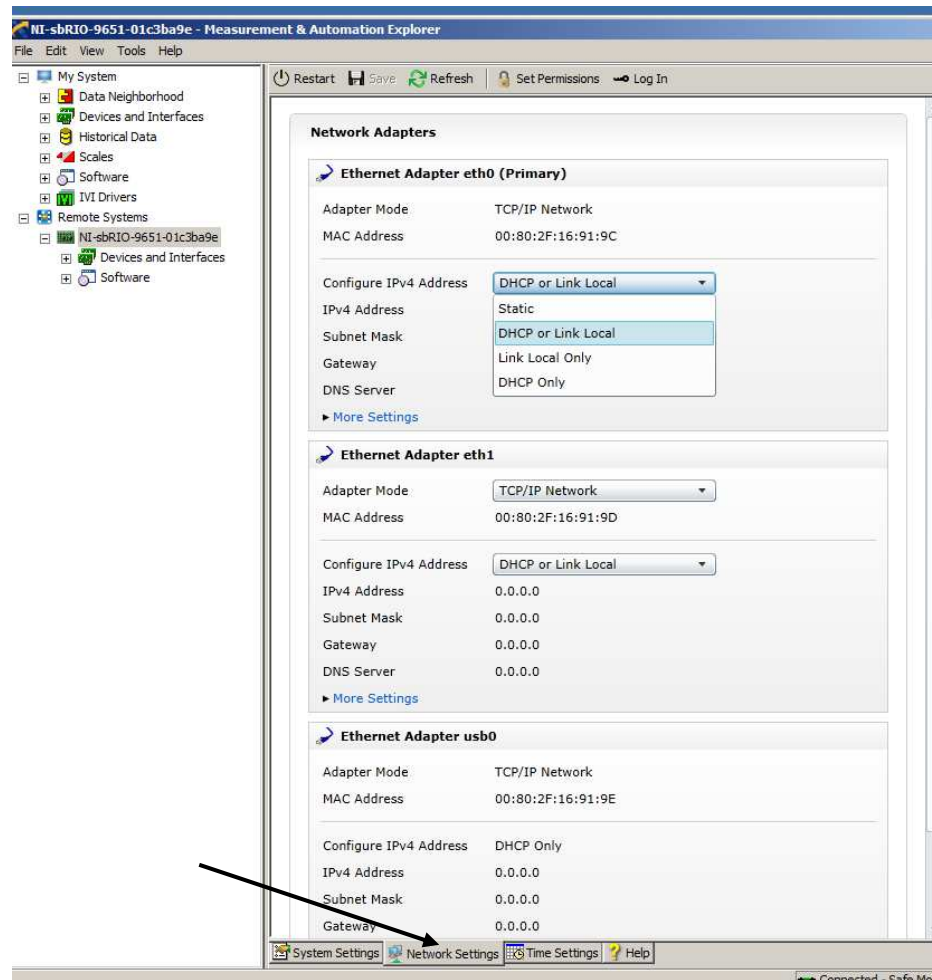 NI-sbRIO-9651-01c3ba9e - Measurement & Automation Explorer
File Edit View Tools Help
My System
Data Neighborhood
Devices and Interfaces
Historical Data
Scales
Software
IVI Drivers
Remote Systems
NI-sbRIO-9651-01c3ba9e
Devices and Interfaces
Software
Restart Save Refresh Set Permissions Log In
Network Adapters
Ethernet Adapter eth0 (Primary)
Adapter Mode TCP/IP Network
MAC Address 00:80:2F:16:91:9C
Configure IPv4 Address DHCP or Link Local
IPv4 Address Static
Subnet Mask DHCP or Link Local
Gateway Link Local Only
DNS Server DHCP Only
More Settings
Ethernet Adapter eth1
Adapter Mode TCP/IP Network
MAC Address 00:80:2F:16:91:9D
Configure IPv4 Address DHCP or Link Local
IPv4 Address 0.0.0.0
Subnet Mask 0.0.0.0
Gateway 0.0.0.0
DNS Server 0.0.0.0
More Settings
Ethernet Adapter usb0
Adapter Mode TCP/IP Network
MAC Address 00:80:2F:16:91:9E
Configure IPv4 Address DHCP Only
IPv4 Address 0.0.0.0
Subnet Mask 0.0.0.0
Gateway 0.0.0.0
System Settings Network Settings Time Settings Help
Connected - Safe Mo